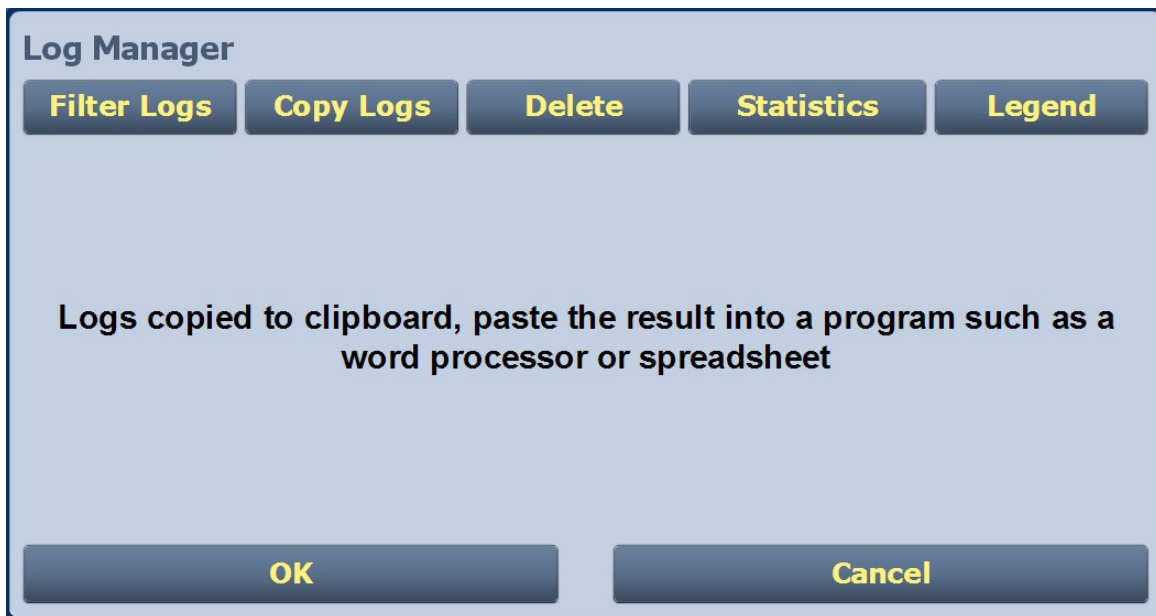 Log Manager
Filter Logs Copy Logs Delete Statistics Legend
Logs copied to clipboard, paste the result into a program such as a
word processor or spreadsheet
OK Cancel